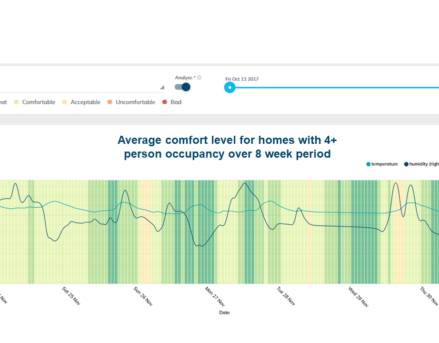 Analyse *
Fri Oct 13 2017
Comfortable
Acceptable
Uncomfortable
Bad
Average comfort level for homes with 4+
person occupancy over 8 week period
temperature
humidity (righ
Sat 25 Nov
Sun 26 Nov
Mon 27 Nov
Tue 28 Nov
Wed 29 Nov
Thu 30 Nov
Date